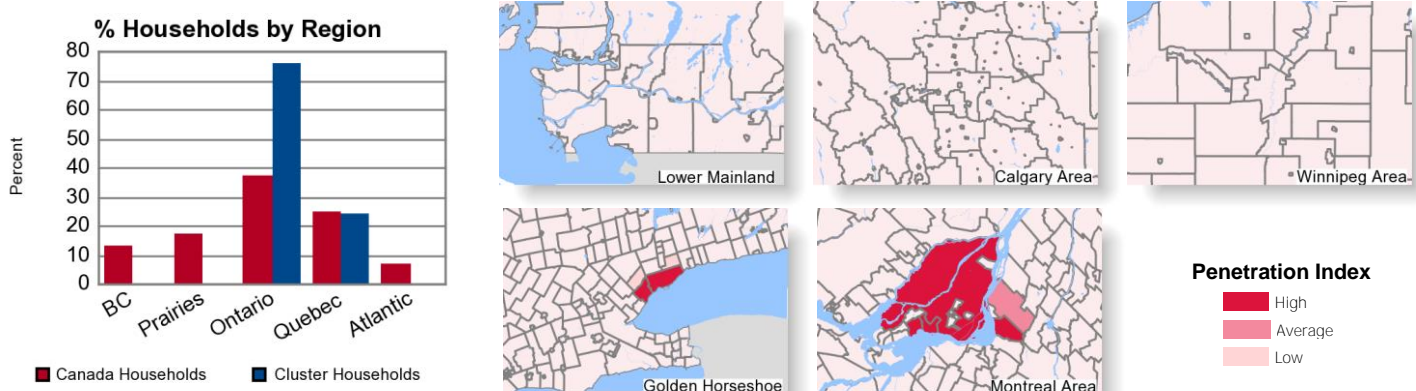 % Households by Region
80
70
60
50
40
30
20
10
0
Percent
BC
Prairies
Ontario
Quebec
Atlantic
Canada Households
Cluster Households
Lower Mainland
Calgary Area
Winnipeg Area
Golden Horseshoe
Montreal Area
Penetration Index
High
Average
Low